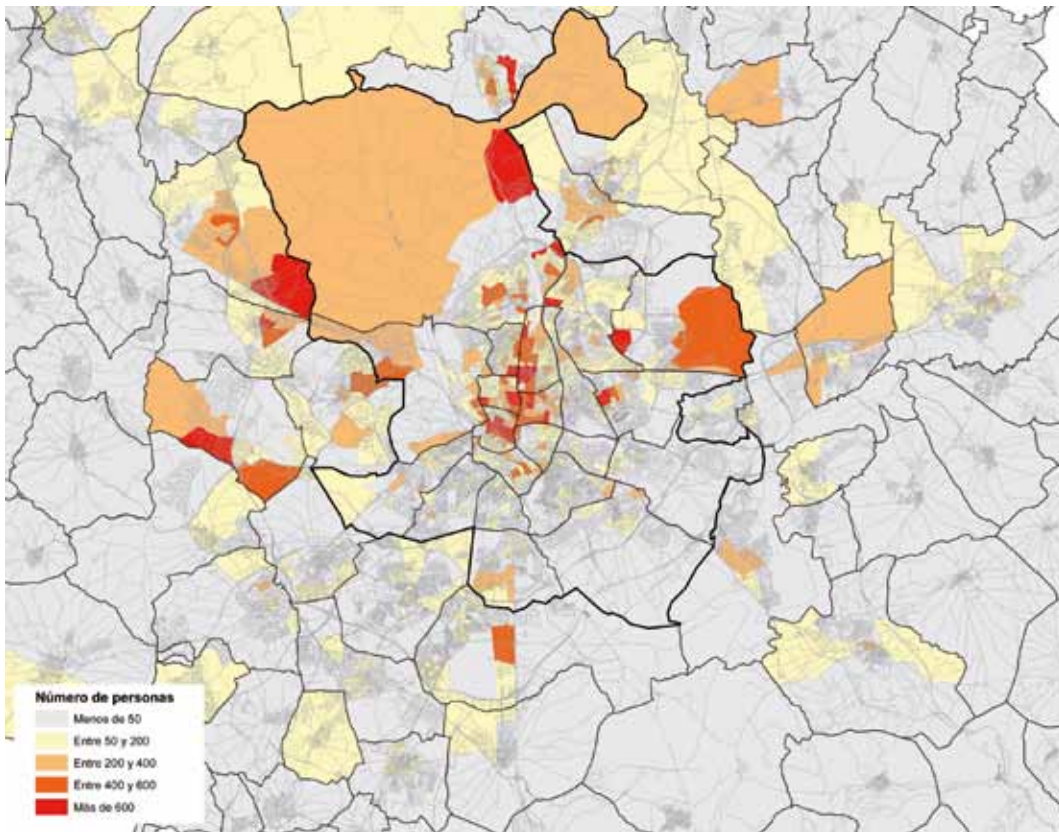 Número de personas
Menos de 50
Entre 50 y 200
Entre 200 y 400
Entre 400 y 600
Más de 600